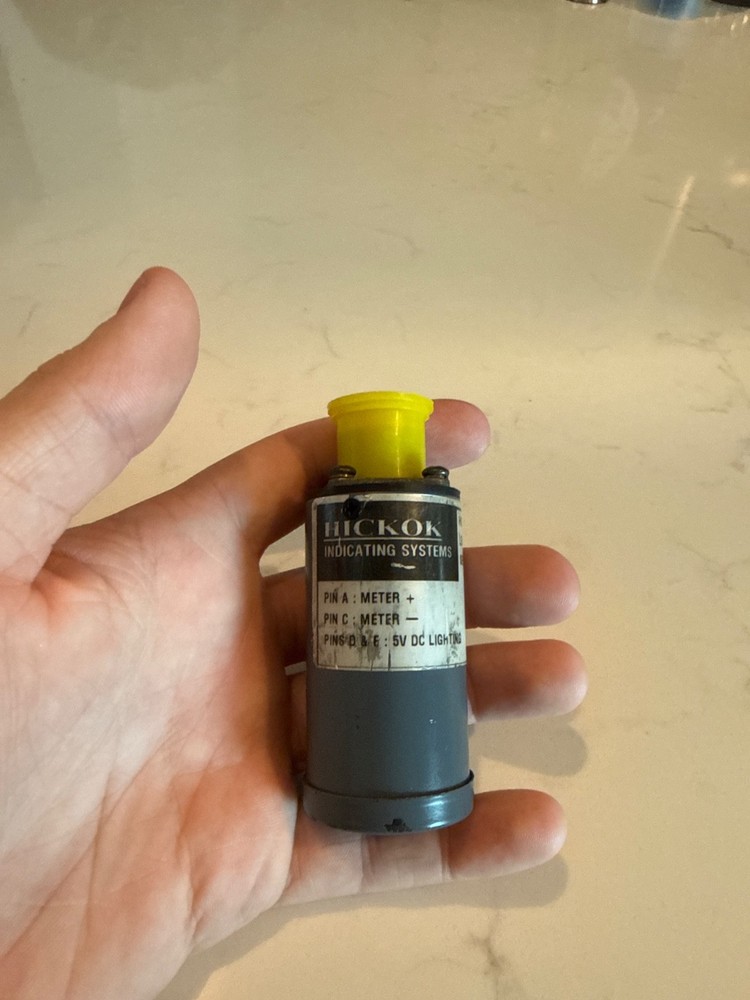 HICKOK
INDICATING SYSTEMS
PIN A : METER +
PIN C : METER —
PINS D & E : 5V DC LIGHTING